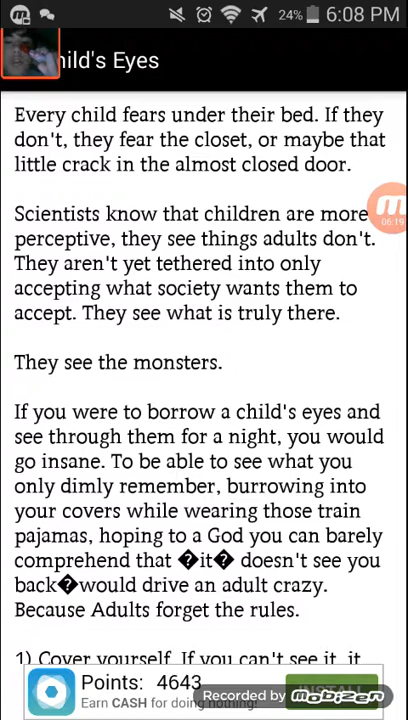 24% 6:08 PM
hild's Eyes
Every child fears under their bed. If they
don't, they fear the closet, or maybe that
little crack in the almost closed door.
Scientists know that children are more
perceptive, they see things adults don't.
06:19
They aren't yet tethered into only
accepting what society wants them to
accept. They see what is truly there.
They see the monsters.
If you were to borrow a child's eyes and
see through them for a night, you would
go insane. To be able to see what you
only dimly remember, burrowing into
your covers while wearing those train
pajamas, hoping to a God you can barely
comprehend that �it� doesn't see you
back�would drive an adult crazy.
Because Adults forget the rules.
1) Cover yourself. If you can't see it, it
Points: 4643
Earn CASH for doing nothing!
Recorded by Mobizen